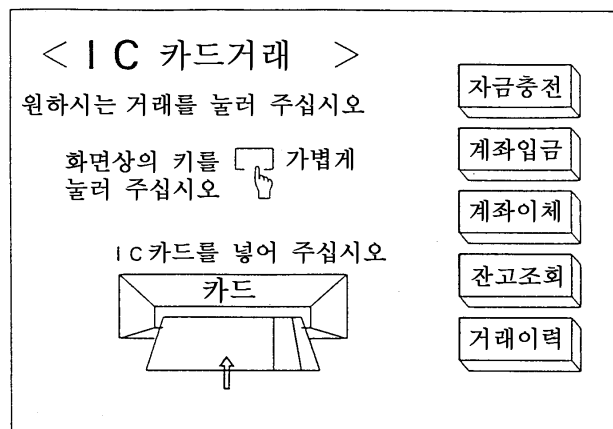 < IC 카드거래 >
원하시는 거래를 눌러 주십시오
화면상의 키를 가볍게
눌러 주십시오
IC카드를 넣어 주십시오
카드
자금충전
계좌입금
계좌이체
잔고조회
거래이력